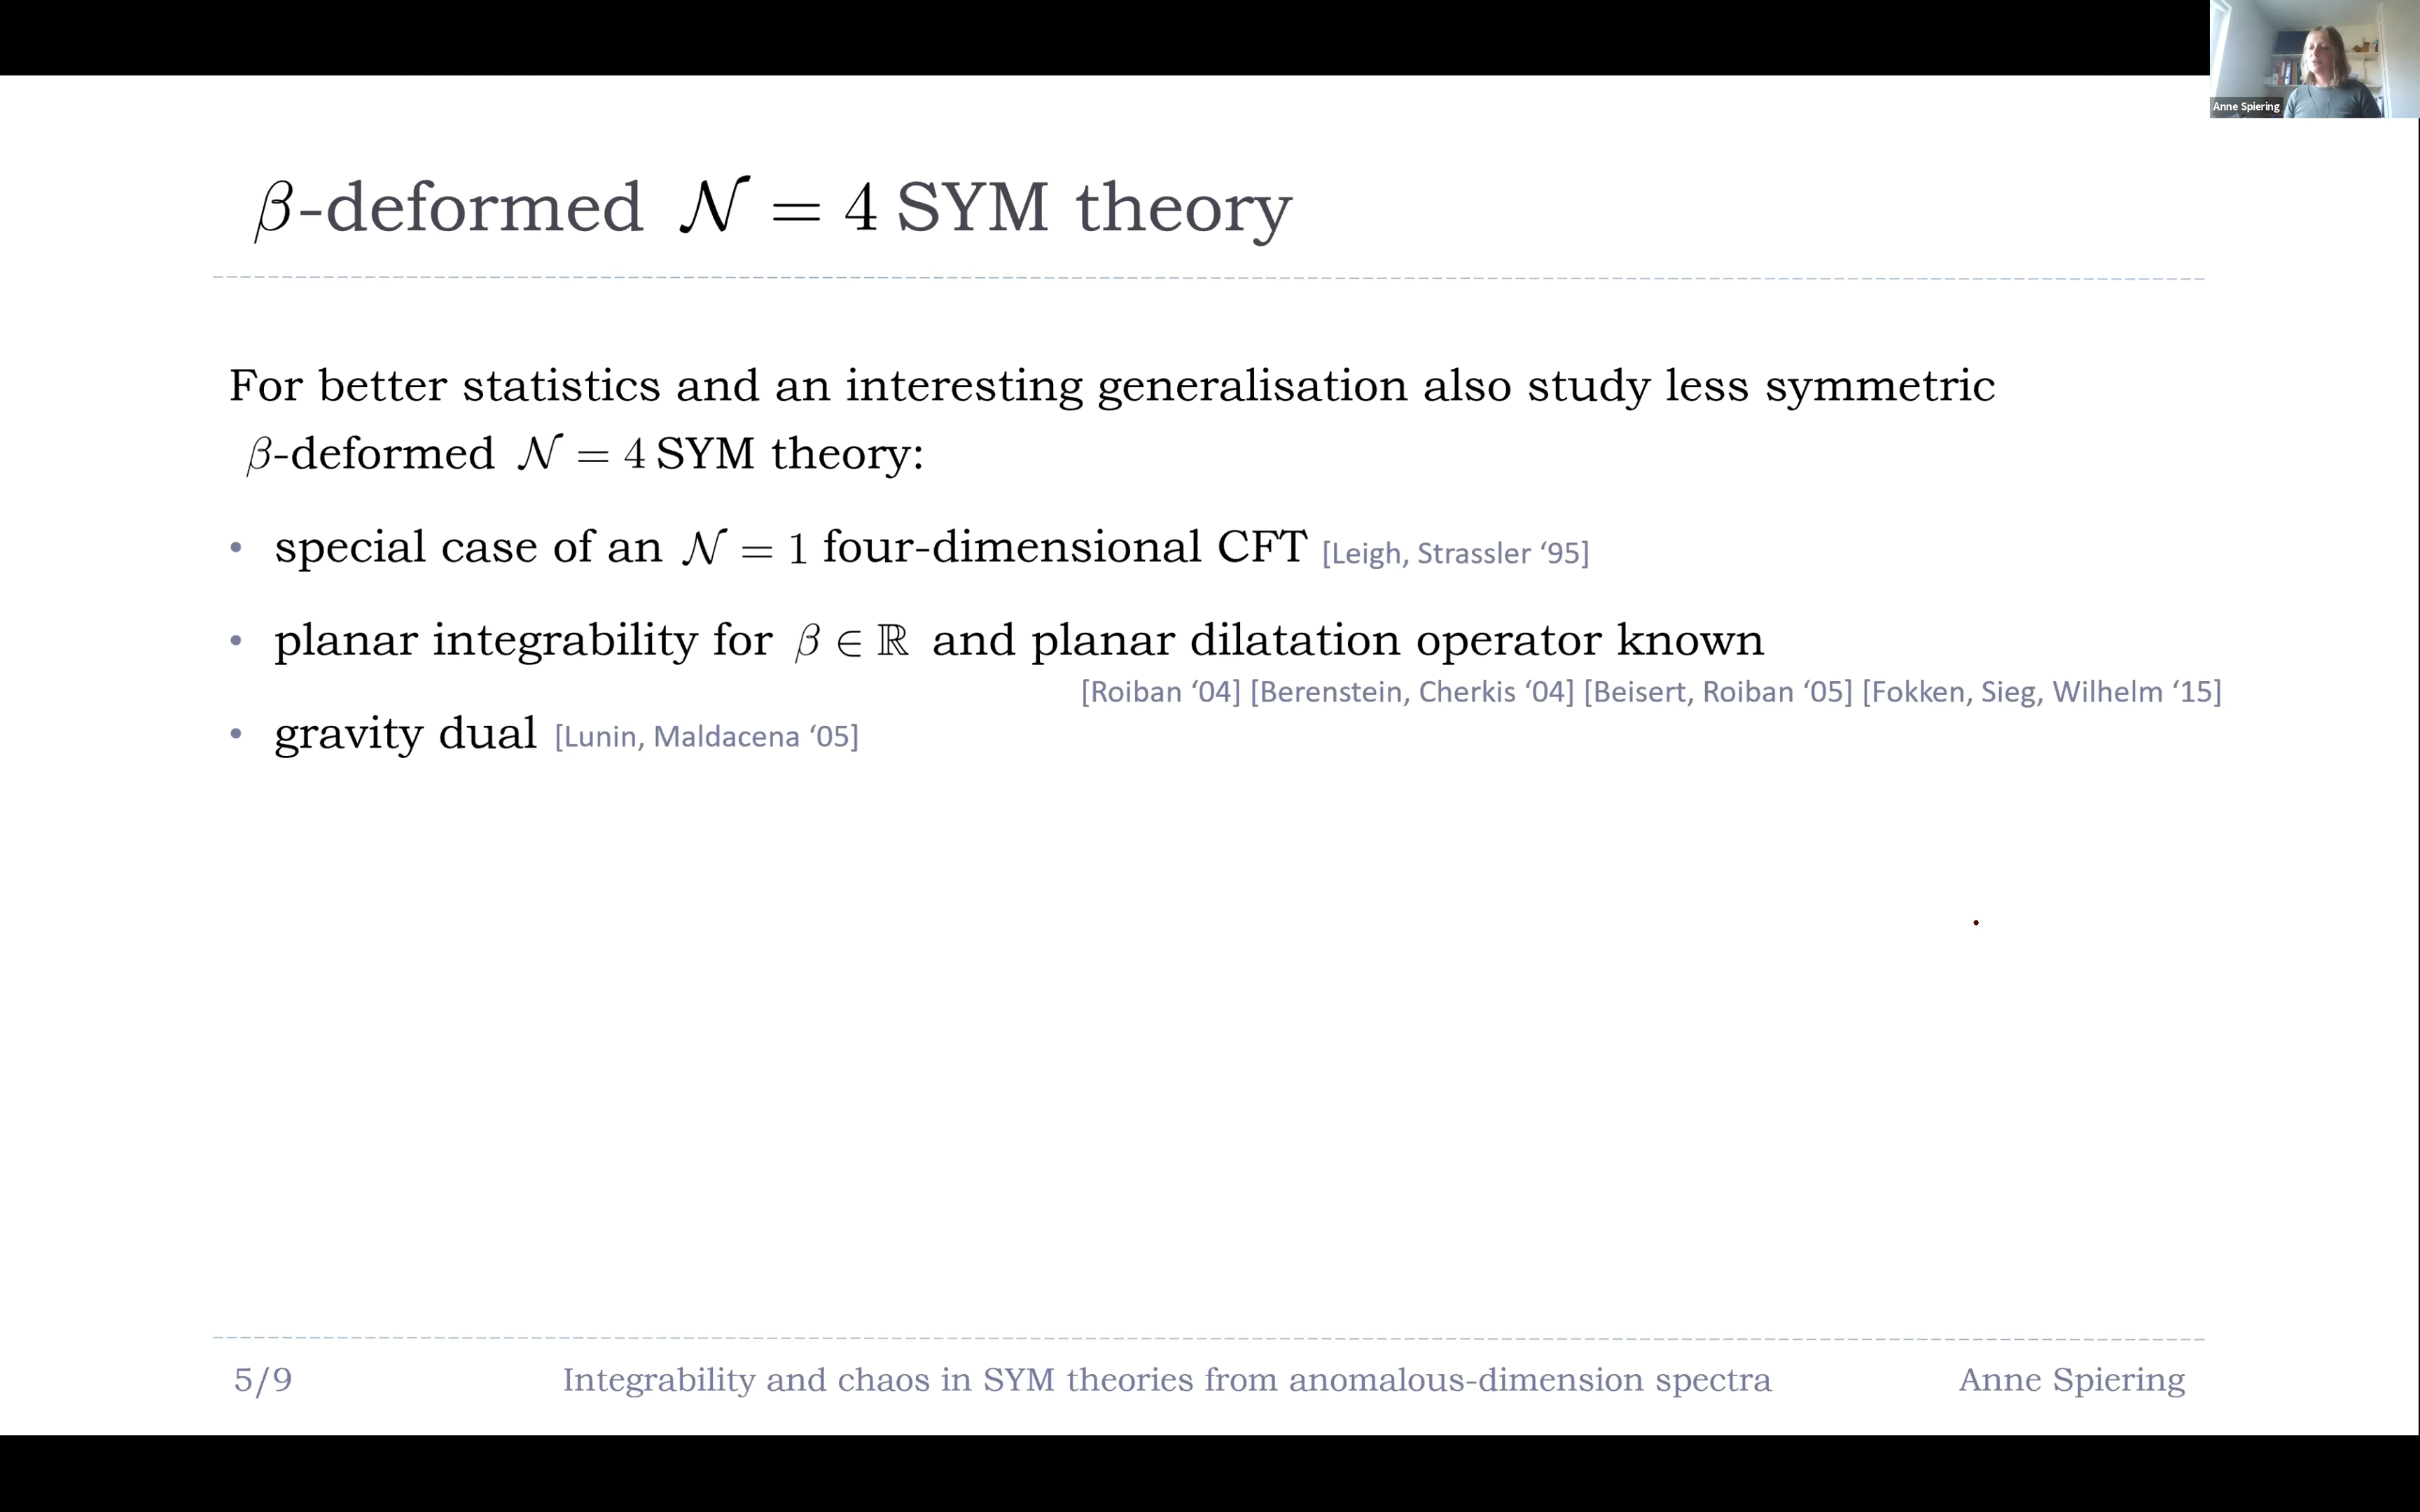 Anne Spiering
β-deformed 𝒩 = 4 SYM theory
For better statistics and an interesting generalisation also study less symmetric
β-deformed 𝒩 = 4 SYM theory:
• special case of an 𝒩 = 1 four-dimensional CFT [Leigh, Strassler ‘95]
• planar integrability for β ∈ ℝ and planar dilatation operator known
[Roiban ‘04] [Berenstein, Cherkis ‘04] [Beisert, Roiban ‘05] [Fokken, Sieg, Wilhelm ‘15]
• gravity dual [Lunin, Maldacena ‘05]
5/9 Integrability and chaos in SYM theories from anomalous-dimension spectra Anne Spiering